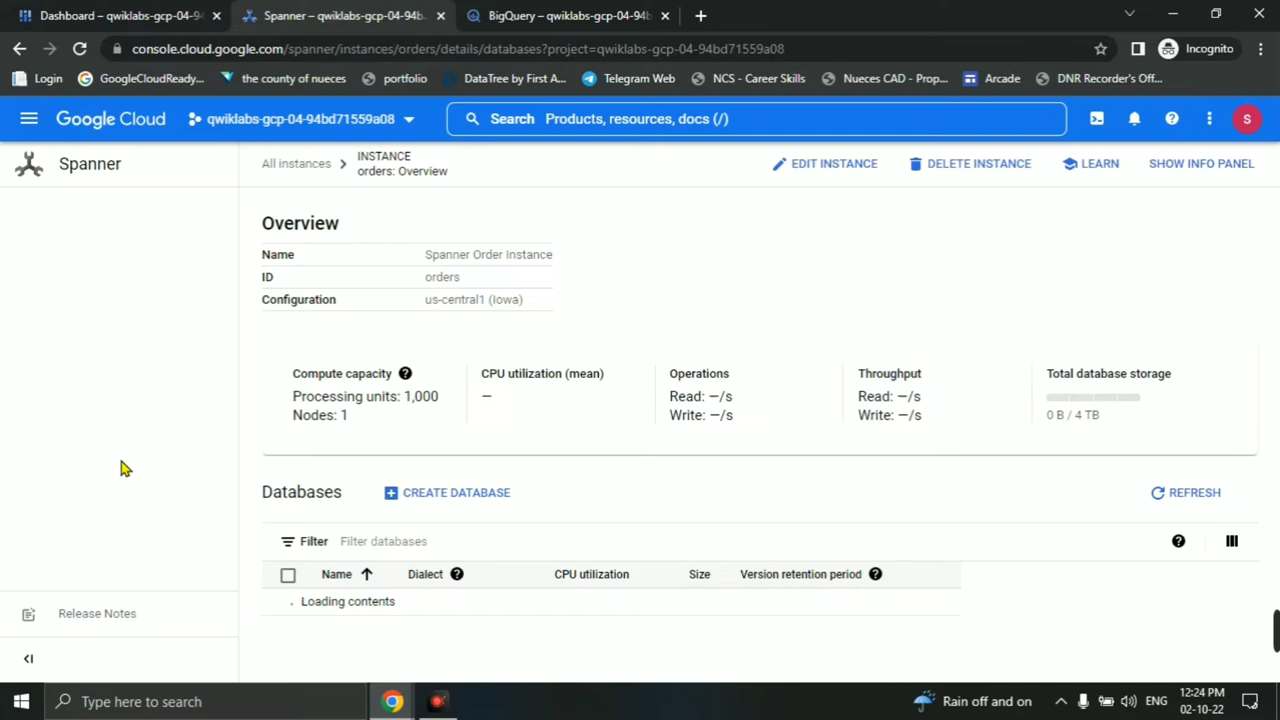 Dashboard – qwiklabs-gcp-04-94
Spanner – qwiklabs-gcp-04-94b
BigQuery – qwiklabs-gcp-04-94b
console.cloud.google.com/spanner/instances/orders/details/databases?project=qwiklabs-gcp-04-94bd71559a08
Incognito
Login
GoogleCloudReady...
the county of nueces
portfolio
DataTree by First A...
Telegram Web
NCS - Career Skills
Nueces CAD - Prop...
Arcade
DNR Recorder's Off...
Google Cloud
qwiklabs-gcp-04-94bd71559a08
Search Products, resources, docs (/)
S
Spanner
All instances
INSTANCE
orders: Overview
EDIT INSTANCE
DELETE INSTANCE
LEARN
SHOW INFO PANEL
Overview
Name Spanner Order Instance
ID orders
Configuration us-central1 (Iowa)
Compute capacity
Processing units: 1,000
Nodes: 1
CPU utilization (mean)
—
Operations
Read: —/s
Write: —/s
Throughput
Read: —/s
Write: —/s
Total database storage
0 B / 4 TB
Databases
CREATE DATABASE
REFRESH
Filter Filter databases
Name Dialect CPU utilization Size Version retention period
Loading contents
Release Notes
Type here to search
Rain off and on
ENG
12:24 PM
02-10-22